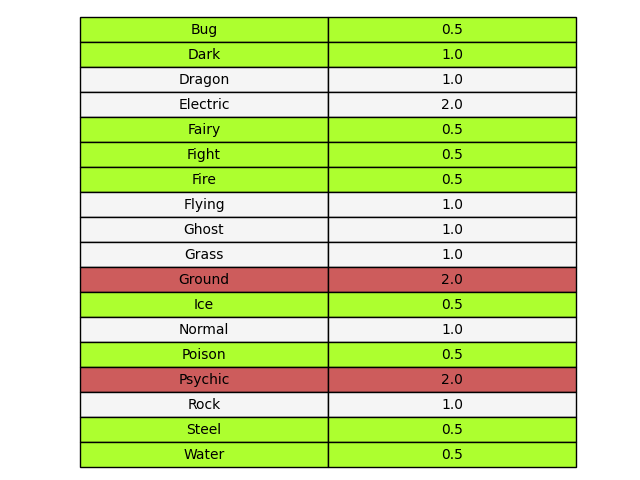 Bug 0.5
Dark 1.0
Dragon 1.0
Electric 2.0
Fairy 0.5
Fight 0.5
Fire 0.5
Flying 1.0
Ghost 1.0
Grass 1.0
Ground 2.0
Ice 0.5
Normal 1.0
Poison 0.5
Psychic 2.0
Rock 1.0
Steel 0.5
Water 0.5